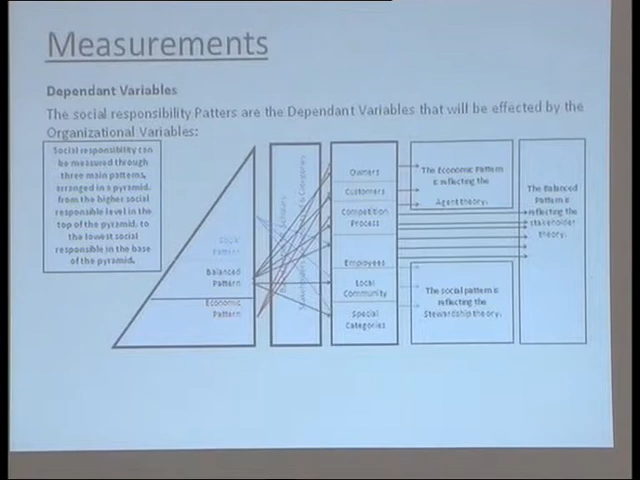 Measurements
Dependant Variables
The social responsibility Patters are the Dependant Variables that will be effected by the
Organizational Variables:
Social responsibility can
be measured through
three main patterns,
arranged in a pyramid,
from the higher social
responsible level in the
top of the pyramid, to
the lowest social
responsible in the base
of the pyramid.
Social
Pattern
Balanced
Pattern
Economic
Pattern
Owners
Customers
Competition
Process
Employees
Local
Community
Special
Categories
The Economic Pattern
is reflecting the
Agent theory.
The social pattern is
reflecting the
Stewardship theory.
The Balanced
Pattern is
reflecting the
stakeholder
theory.